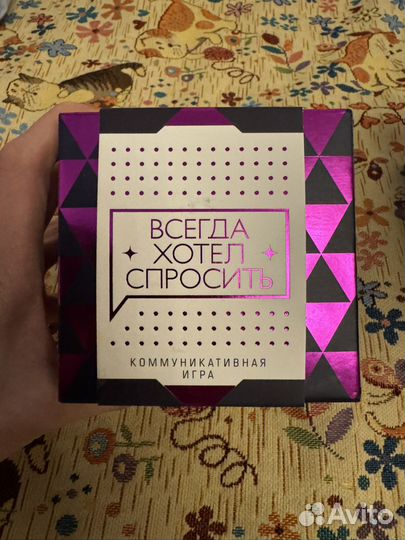 ВСЕГДА
ХОТЕЛ
СПРОСИТЬ
КОММУНИКАТИВНАЯ
ИГРА
Avito